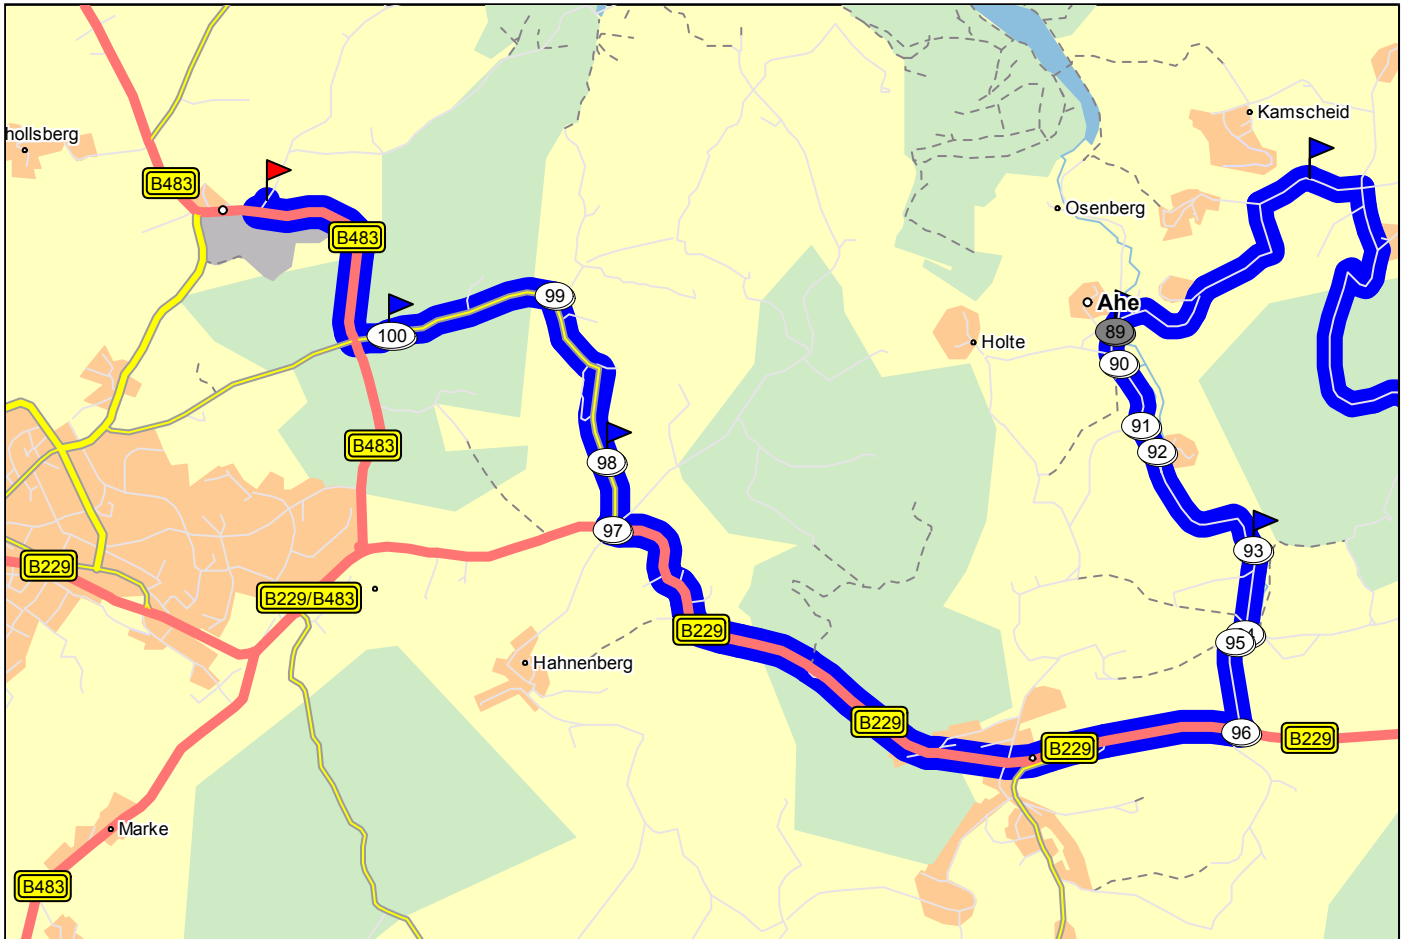 Kamscheid
hollsberg
B483
Osenberg
B483
99
Ahe
89
100
Holte
90
91
B483
92
98
97
93
B229
B229/B483
B229
95
Hahnenberg
B229
96
B229
B229
Marke
B483